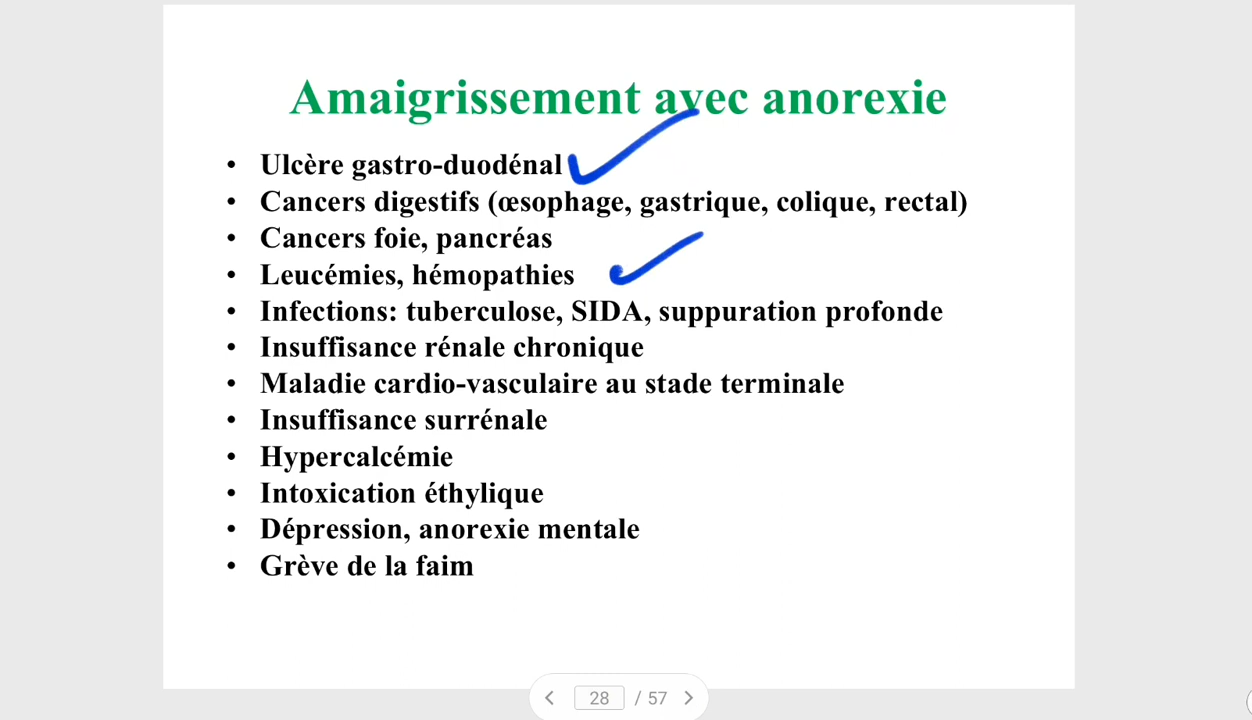 Amaigrissement avec anorexie
• Ulcère gastro-duodénal
• Cancers digestifs (œsophage, gastrique, colique, rectal)
• Cancers foie, pancréas
• Leucémies, hémopathies
• Infections: tuberculose, SIDA, suppuration profonde
• Insuffisance rénale chronique
• Maladie cardio-vasculaire au stade terminale
• Insuffisance surrénale
• Hypercalcémie
• Intoxication éthylique
• Dépression, anorexie mentale
• Grève de la faim
28 / 57